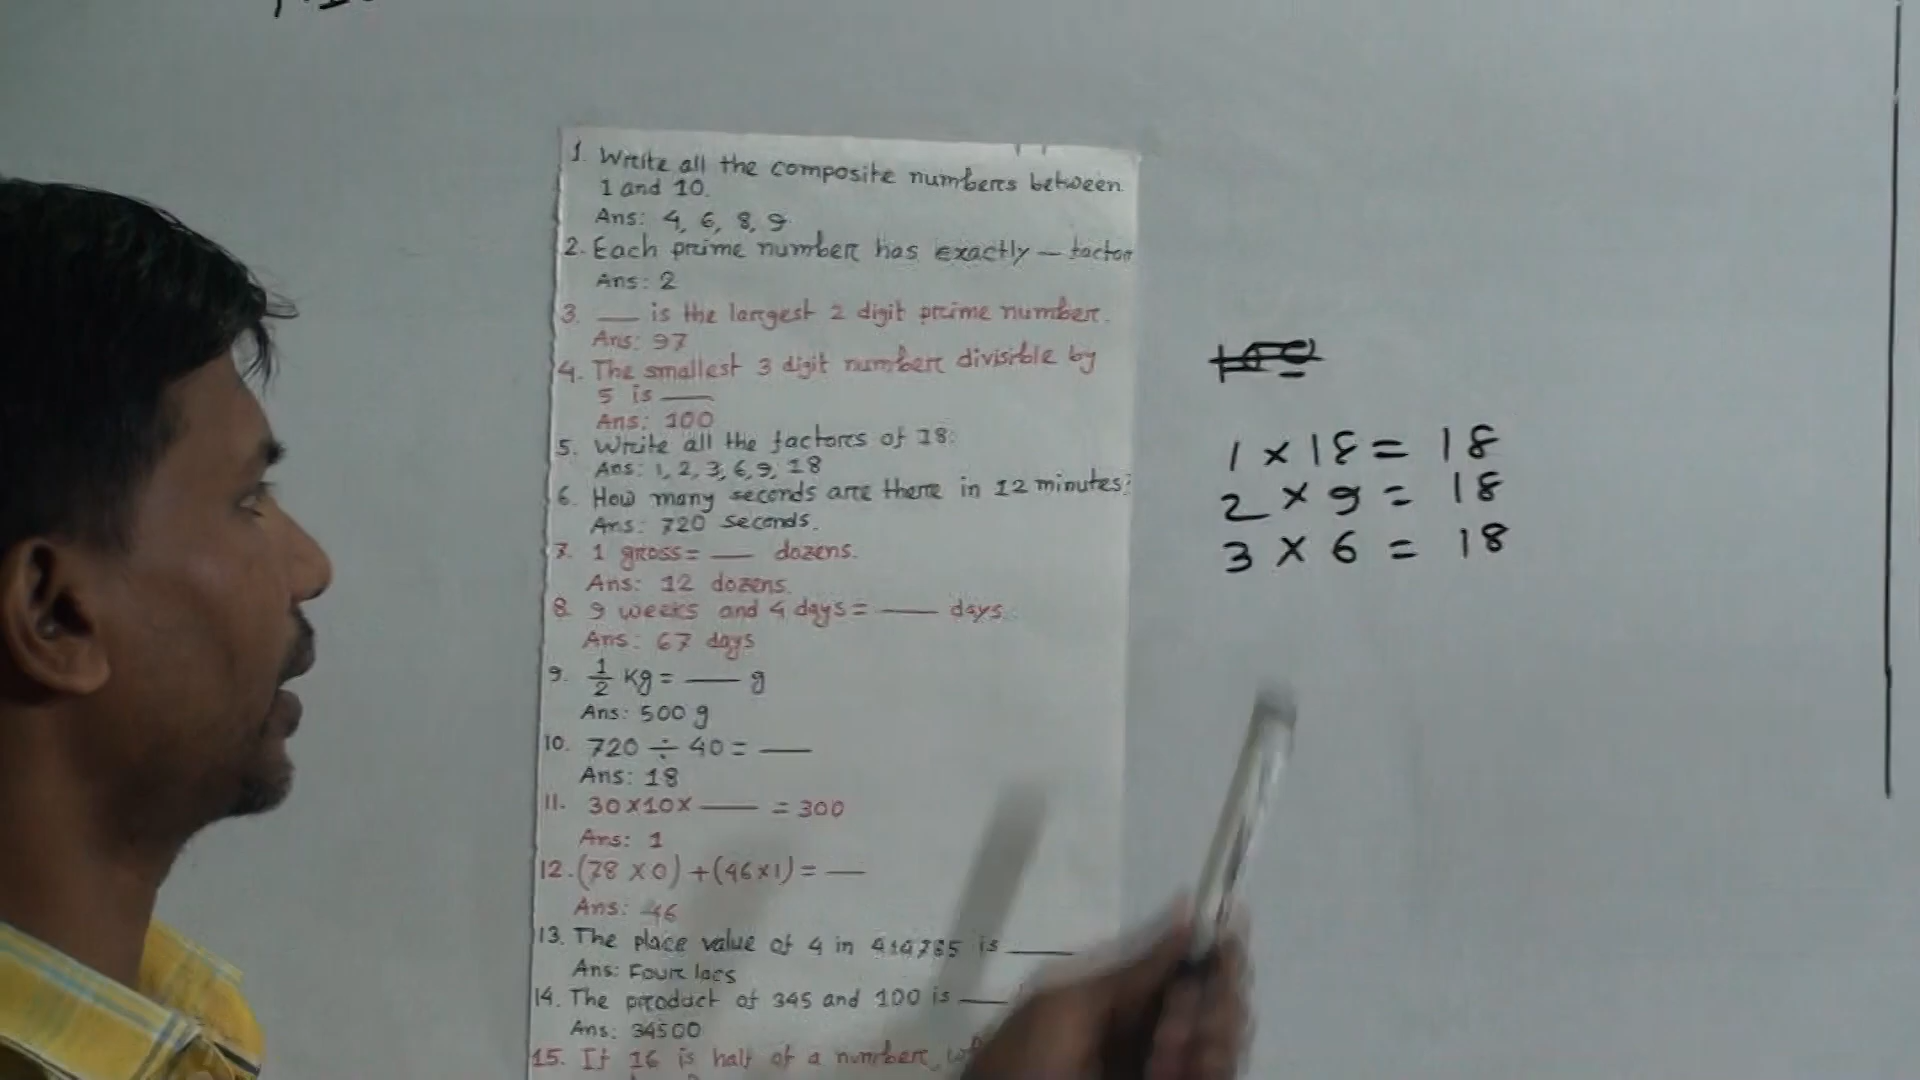 1. Write all the composite numbers between
1 and 10.
Ans: 4, 6, 8, 9
2. Each prime number has exactly — factor
Ans: 2
3. — is the largest 2 digit prime number.
Ans: 97
4. The smallest 3 digit number divisible by
5 is —
Ans: 100
5. Write all the factors of 18.
Ans: 1, 2, 3, 6, 9, 18
6. How many seconds are there in 12 minutes?
Ans: 720 seconds.
7. 1 gross = — dozens.
Ans: 12 dozens.
8. 9 weeks and 4 days = — days
Ans: 67 days
9. 1/2 kg = — g
Ans: 500 g
10. 720 ÷ 40 = —
Ans: 18
11. 30×10× — = 300
Ans: 1
12. (78 × 0) + (46×1) = —
Ans: 46
13. The place value of 4 in is —
Ans: Four lacs
14. The product of 345 and 100 is —
Ans: 34500
15. If 16 is half of a number,
1 × 18 = 18
2 × 9 = 18
3 × 6 = 18